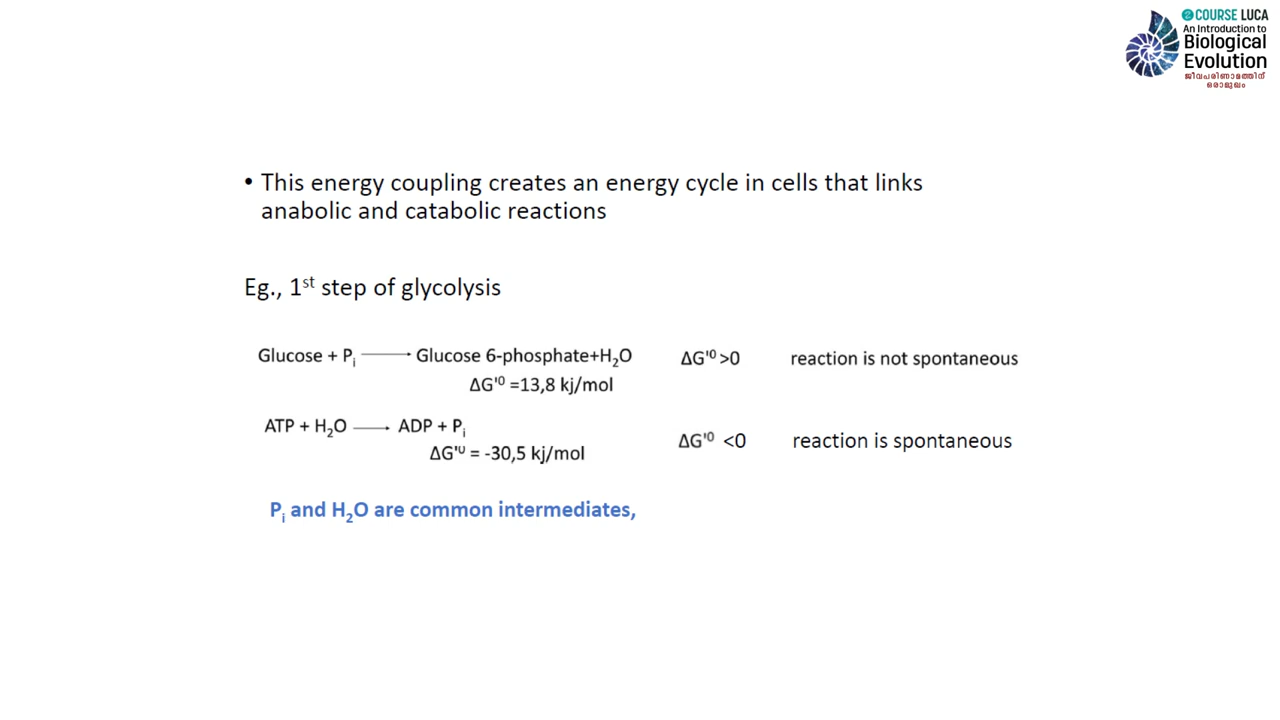 COURSE LUCA
An Introduction to
Biological
Evolution
ജീവപരിണാമത്തിന്
ഒരാമുഖം
• This energy coupling creates an energy cycle in cells that links
anabolic and catabolic reactions
Eg., 1st step of glycolysis
Glucose + Pi ⟶ Glucose 6-phosphate+H2O ΔG'0 >0 reaction is not spontaneous
ΔG'0 =13,8 kj/mol
ATP + H2O ⟶ ADP + Pi
ΔG'0 = -30,5 kj/mol ΔG'0 <0 reaction is spontaneous
Pi and H2O are common intermediates,